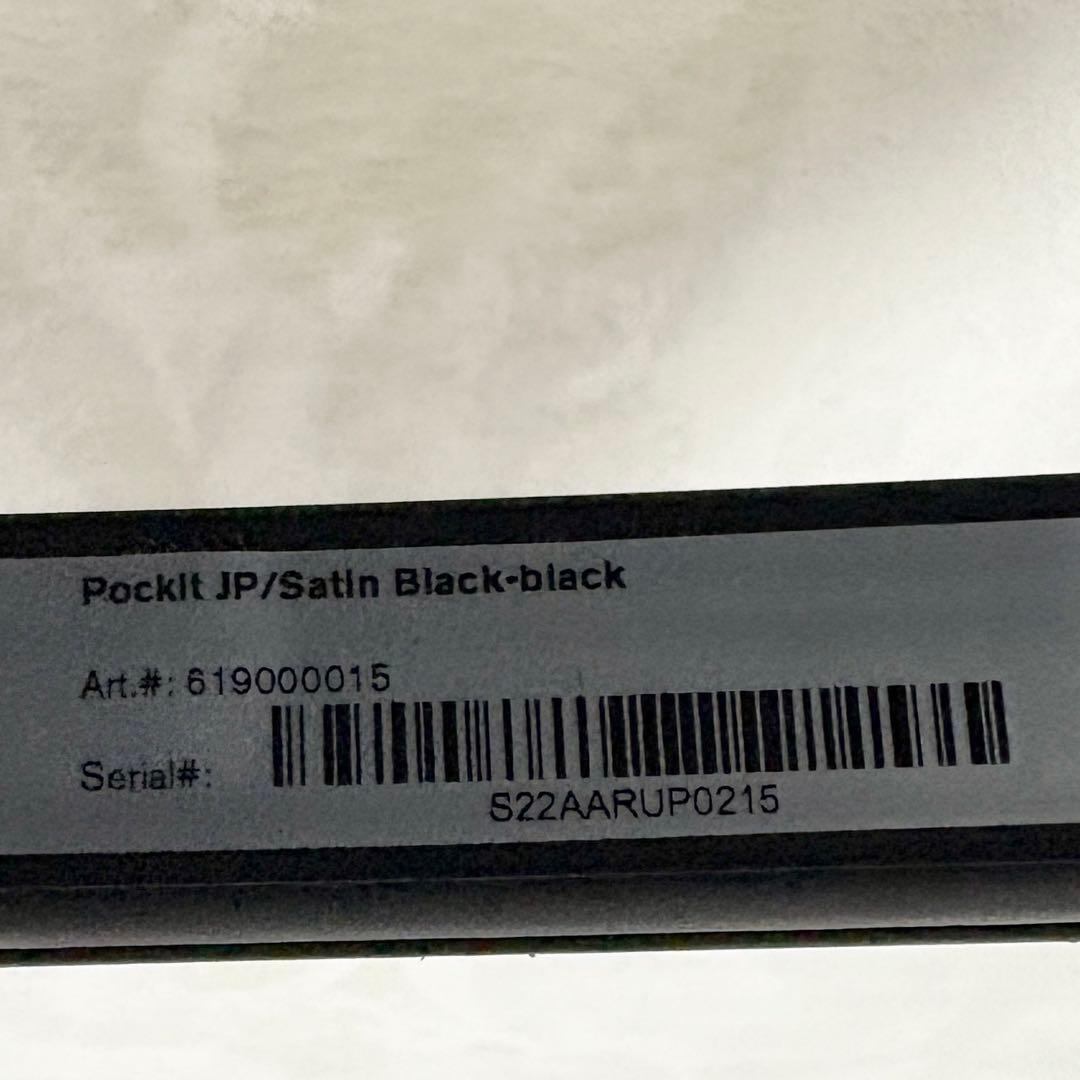 PockIt JP/Satin Black-black
Art.#: 619000015
Serial#:
S22AARUP0215